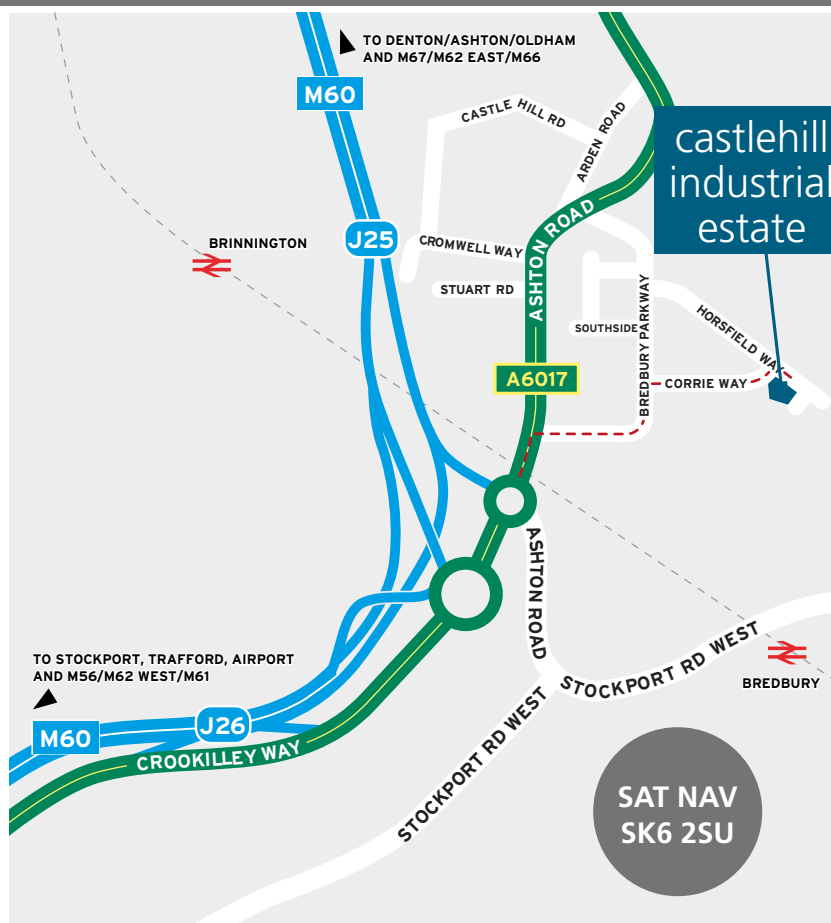 TO DENTON/ASHTON/OLDHAM
AND M67/M62 EAST/M66
M60
CASTLE HILL RD
ARDEN ROAD
castlehill
industrial
estate
J25
BRINNINGTON
CROMWELL WAY
ASHTON ROAD
STUART RD
SOUTHSIDE
BREDBURY PARKWAY
HORSFIELD WAY
A6017
CORRIE WAY
ASHTON ROAD
TO STOCKPORT, TRAFFORD, AIRPORT
AND M56/M62 WEST/M61
STOCKPORT RD WEST
BREDBURY
M60
J26
CROOKILLEY WAY
STOCKPORT RD WEST
SAT NAV
SK6 2SU